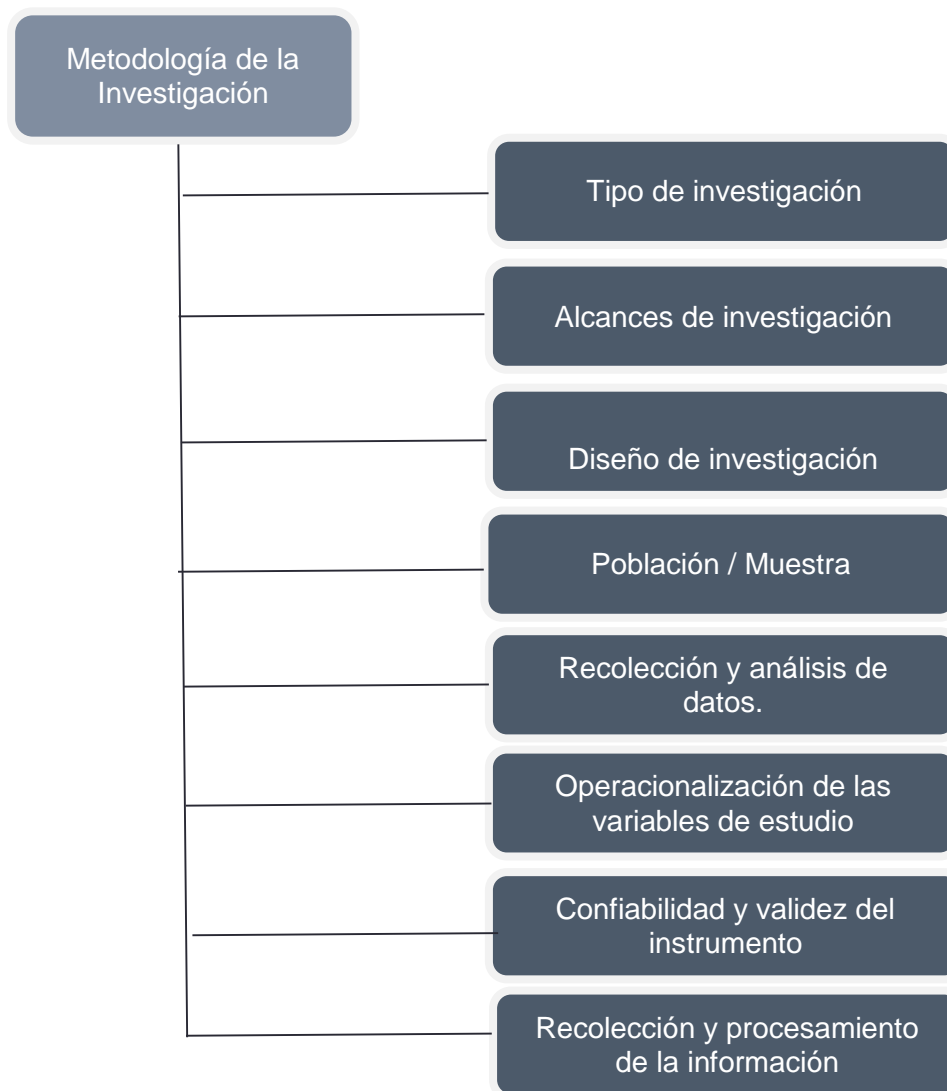 Metodología de la
Investigación
Tipo de investigación
Alcances de investigación
Diseño de investigación
Población / Muestra
Recolección y análisis de
datos.
Operacionalización de las
variables de estudio
Confiabilidad y validez del
instrumento
Recolección y procesamiento
de la información